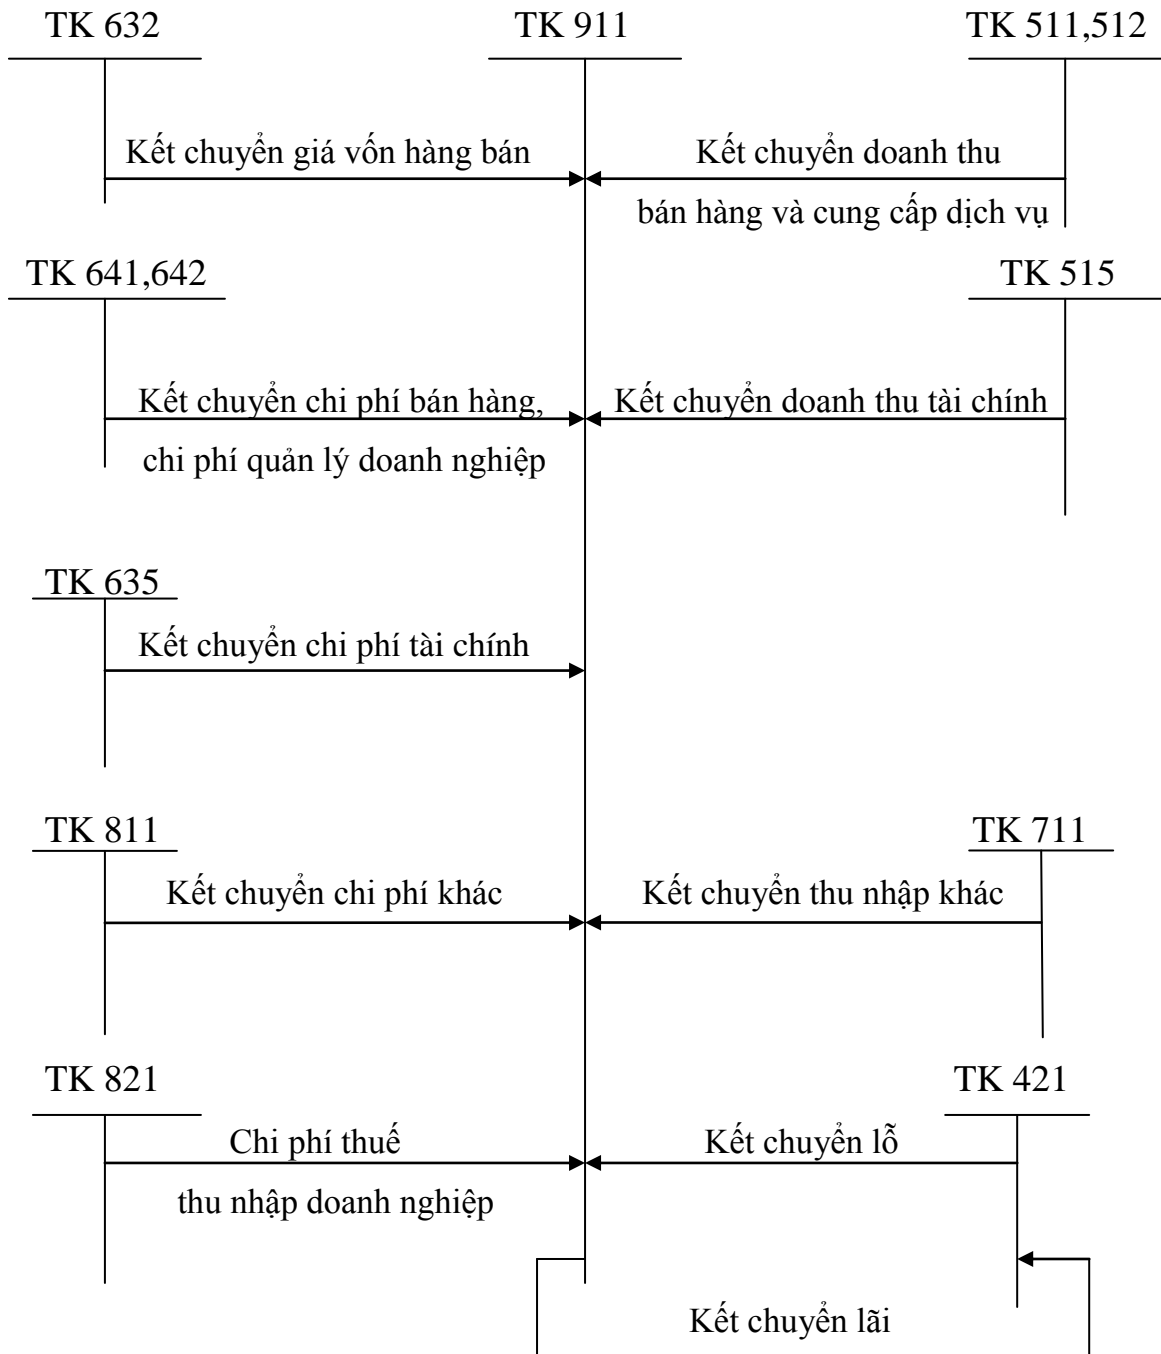 TK 632
TK 911
TK 511,512
Kết chuyển giá vốn hàng bán
Kết chuyển doanh thu
bán hàng và cung cấp dịch vụ
TK 641,642
TK 515
Kết chuyển chi phí bán hàng,
Kết chuyển doanh thu tài chính
chi phí quản lý doanh nghiệp
TK 635
Kết chuyển chi phí tài chính
TK 811
TK 711
Kết chuyển chi phí khác
Kết chuyển thu nhập khác
TK 821
TK 421
Chi phí thuế
Kết chuyển lỗ
thu nhập doanh nghiệp
Kết chuyển lãi